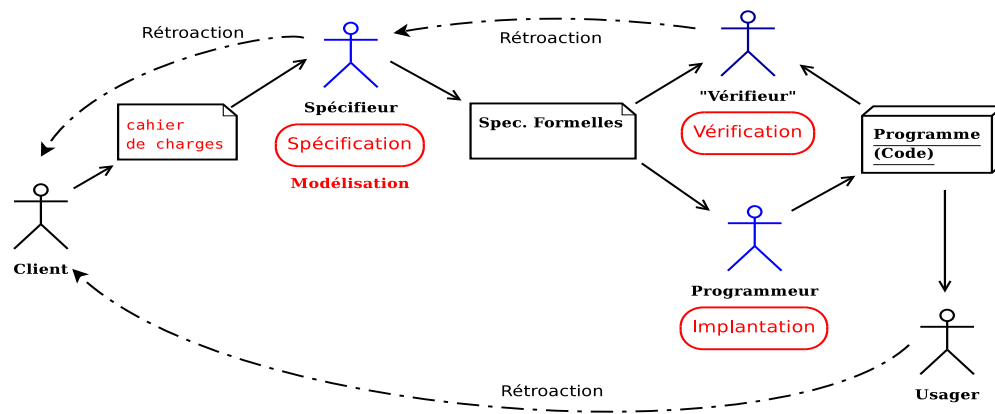 Rétroaction
Rétroaction
"Vérifieur"
Spécifieur
cahier
de charges
Spec. Formelles
Programme
(Code)
Spécification
Vérification
Modélisation
Client
Programmeur
Implantation
Rétroaction
Usager